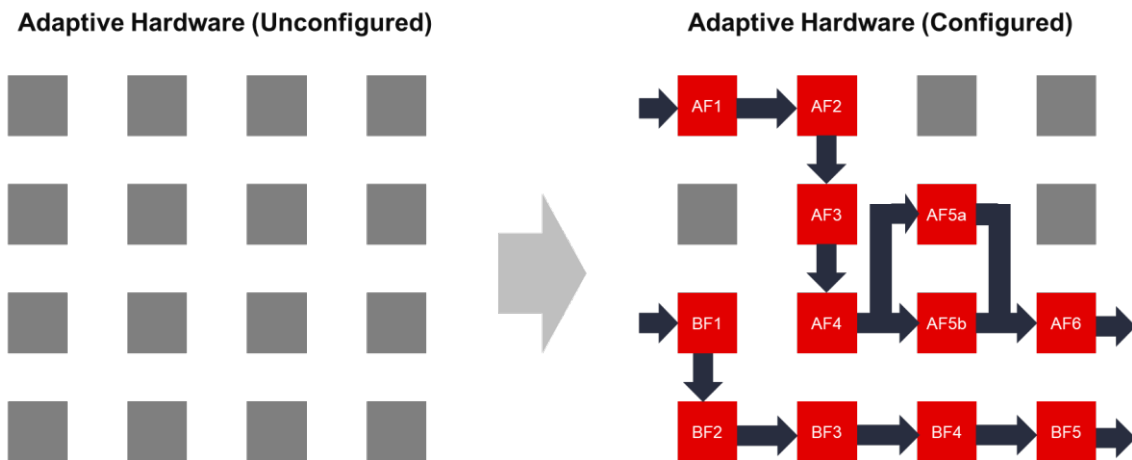 Adaptive Hardware (Unconfigured)
Adaptive Hardware (Configured)
AF1
AF2
AF3
AF5a
BF1
AF4
AF5b
AF6
BF2
BF3
BF4
BF5